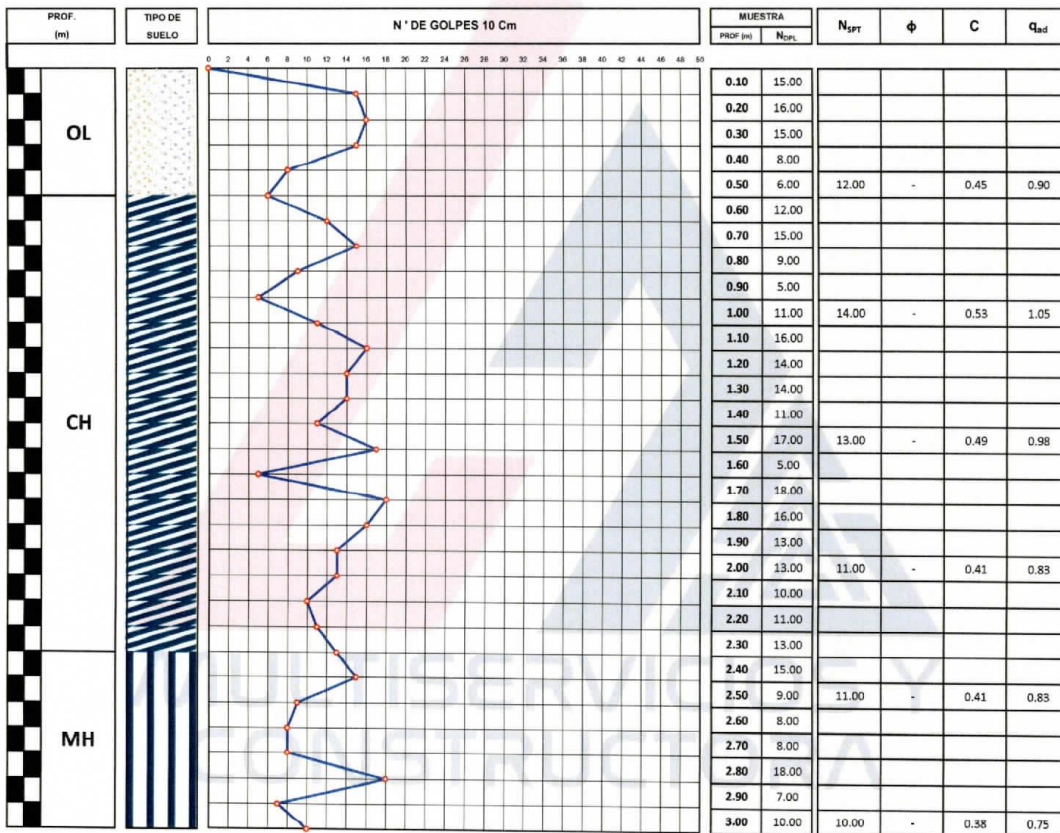 PROF. (m) TIPO DE SUELO N° DE GOLPES 10 Cm MUESTRA N_SPT ϕ C q_ad
PROF (m) N_DPL
0 2 4 6 8 10 12 14 16 18 20 22 24 26 28 30 32 34 36 38 40 42 44 46 48 50
OL
CH
MH
0.10 15.00
0.20 16.00
0.30 15.00
0.40 8.00
0.50 6.00 12.00 - 0.45 0.90
0.60 12.00
0.70 15.00
0.80 9.00
0.90 5.00
1.00 11.00 14.00 - 0.53 1.05
1.10 16.00
1.20 14.00
1.30 14.00
1.40 11.00
1.50 17.00 13.00 - 0.49 0.98
1.60 5.00
1.70 18.00
1.80 16.00
1.90 13.00
2.00 13.00 11.00 - 0.41 0.83
2.10 10.00
2.20 11.00
2.30 13.00
2.40 15.00
2.50 9.00 11.00 - 0.41 0.83
2.60 8.00
2.70 8.00
2.80 18.00
2.90 7.00
3.00 10.00 10.00 - 0.38 0.75
MULTISERVICIOS Y
CONSTRUCTORA